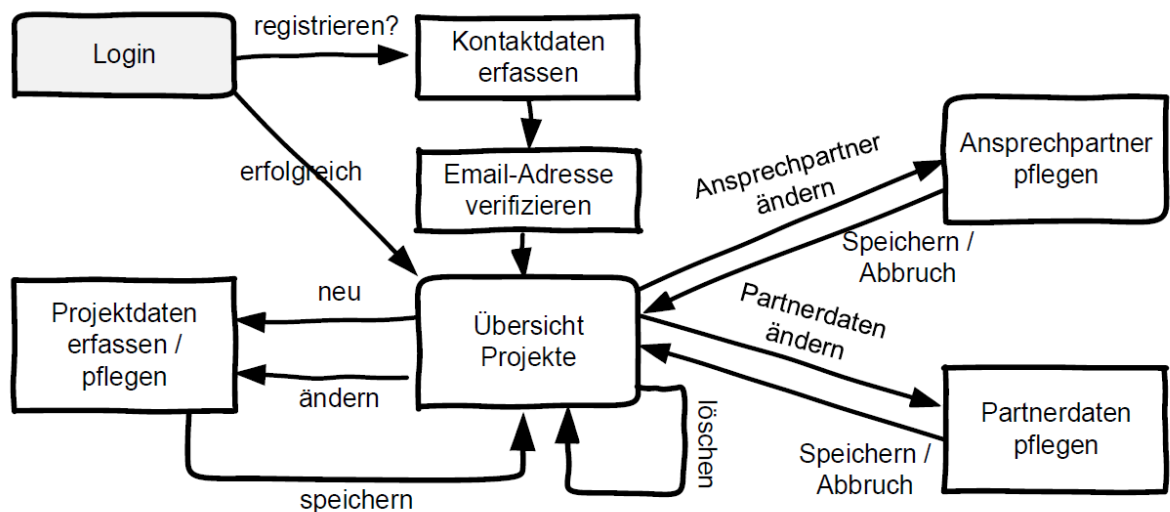 registrieren?
Login
Kontaktdaten
erfassen
erfolgreich
Email-Adresse
verifizieren
Ansprechpartner
ändern
Ansprechpartner
pflegen
Speichern /
Abbruch
neu
Projektdaten
erfassen /
pflegen
Übersicht
Projekte
Partnerdaten
ändern
ändern
löschen
Partnerdaten
pflegen
Speichern /
Abbruch
speichern